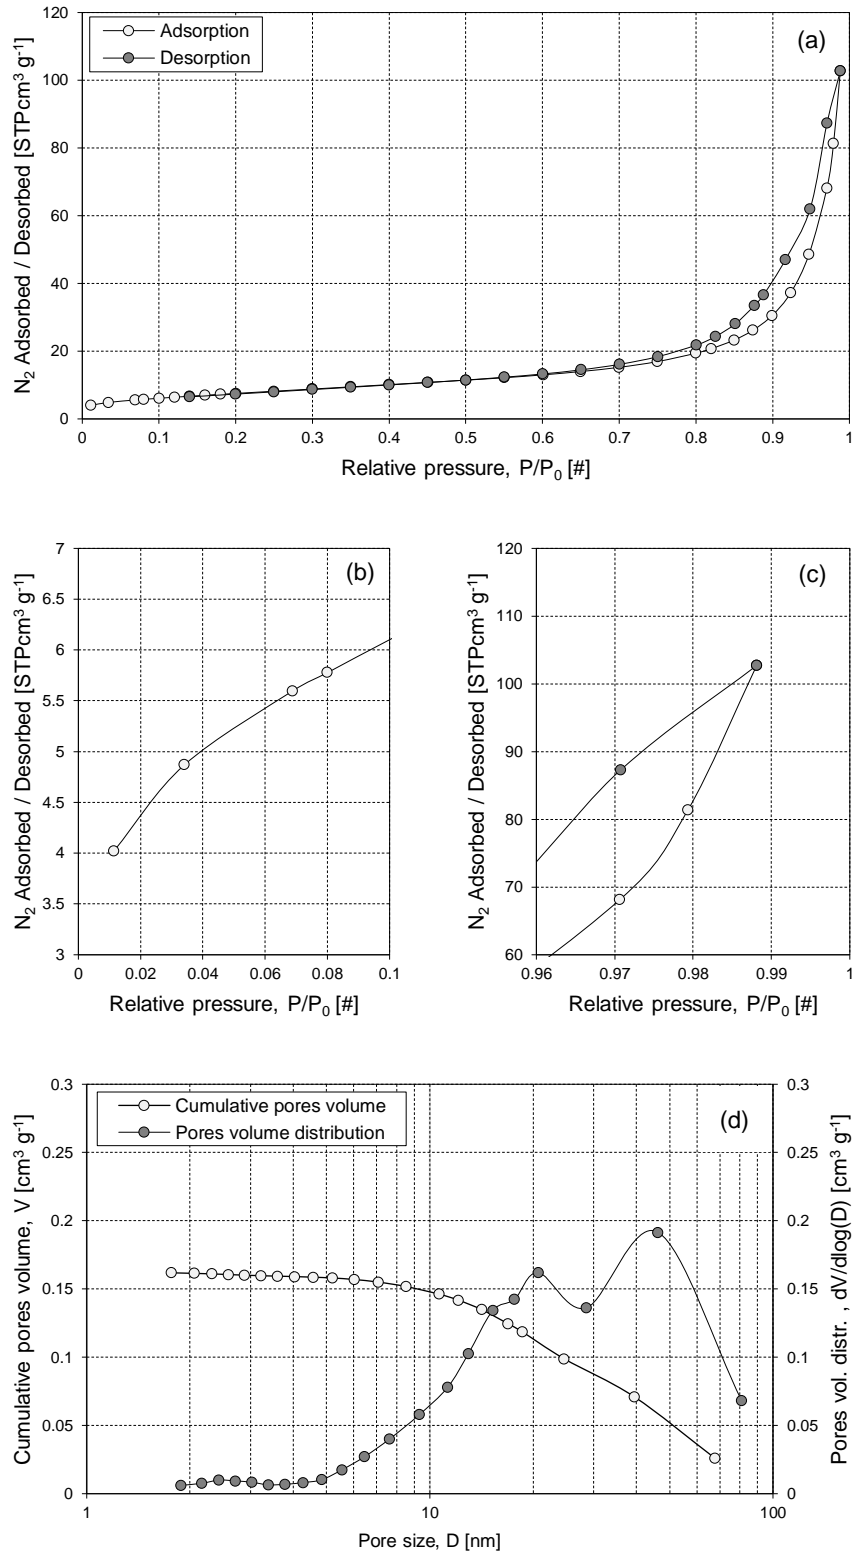 (a)
Adsorption
Desorption
N₂ Adsorbed / Desorbed [STPcm³ g⁻¹]
120
100
80
60
40
20
0
0 0.1 0.2 0.3 0.4 0.5 0.6 0.7 0.8 0.9 1
Relative pressure, P/P₀ [#]
(b)
N₂ Adsorbed / Desorbed [STPcm³ g⁻¹]
7
6.5
6
5.5
5
4.5
4
3.5
3
0 0.02 0.04 0.06 0.08 0.1
Relative pressure, P/P₀ [#]
(c)
N₂ Adsorbed / Desorbed [STPcm³ g⁻¹]
120
110
100
90
80
70
60
0.96 0.97 0.98 0.99 1
Relative pressure, P/P₀ [#]
(d)
Cumulative pores volume
Pores volume distribution
Cumulative pores volume, V [cm³ g⁻¹]
0.3
0.25
0.2
0.15
0.1
0.05
0
0.3
0.25
0.2
0.15
0.1
0.05
0
Pores vol. distr. , dV/dlog(D) [cm³ g⁻¹]
1 10 100
Pore size, D [nm]